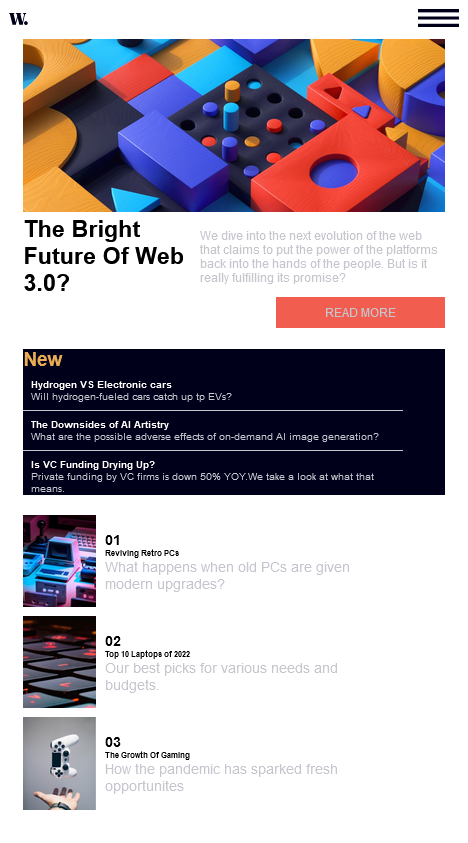 W.
The Bright
Future Of Web
3.0?
We dive into the next evolution of the web
that claims to put the power of the platforms
back into the hands of the people. But is it
really fulfilling its promise?
READ MORE
New
Hydrogen VS Electronic cars
Will hydrogen-fueled cars catch up tp EVs?
The Downsides of AI Artistry
What are the possible adverse effects of on-demand AI image generation?
Is VC Funding Drying Up?
Private funding by VC firms is down 50% YOY.We take a look at what that
means.
01
Reviving Retro PCs
What happens when old PCs are given
modern upgrades?
02
Top 10 Laptops of 2022
Our best picks for various needs and
budgets.
03
The Growth Of Gaming
How the pandemic has sparked fresh
opportunites